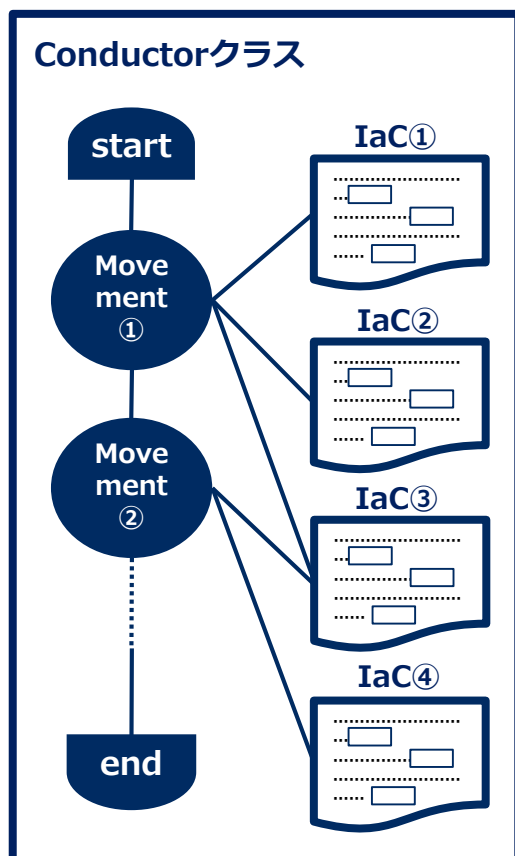 Conductorクラス
start
Move
ment
①
Move
ment
②
end
IaC①
IaC②
IaC③
IaC④